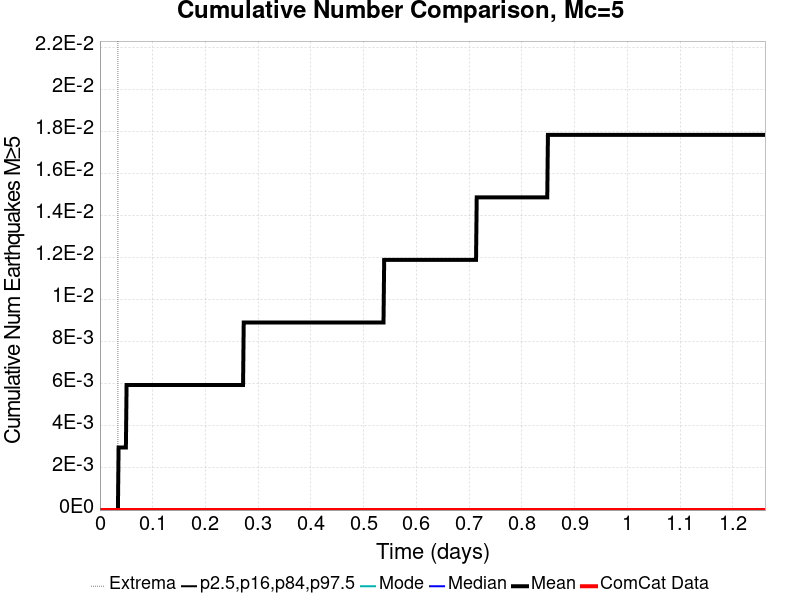 Cumulative Number Comparison, Mc=5
Cumulative Num Earthquakes M≥5
2.2E-2
2E-2
1.8E-2
1.6E-2
1.4E-2
1.2E-2
1E-2
8E-3
6E-3
4E-3
2E-3
0E0
0 0.1 0.2 0.3 0.4 0.5 0.6 0.7 0.8 0.9 1 1.1 1.2
Time (days)
Extrema p2.5,p16,p84,p97.5 Mode Median Mean ComCat Data